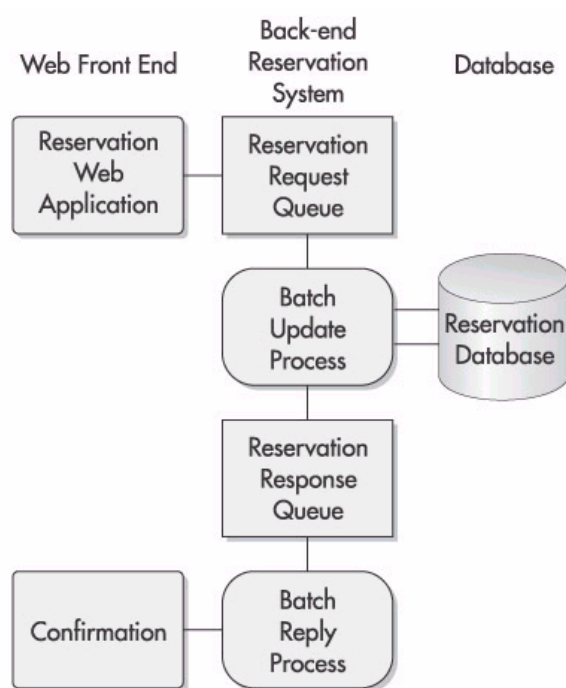 Back-end
Web Front End
Reservation
Database
System
Reservation
Web
Application
Reservation
Request
Queue
Batch
Update
Process
Reservation
Database
Reservation
Response
Queue
Confirmation
Batch
Reply
Process